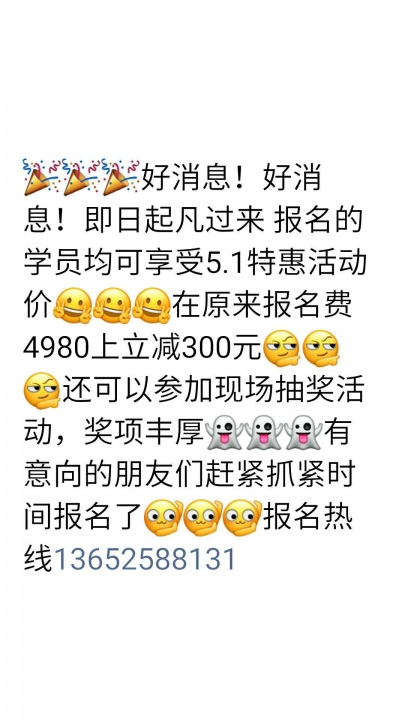 🎉🎉🎉好消息！好消
息！即日起凡过来 报名的
学员均可享受5.1特惠活动
价在原来报名费
4980上立减300元
还可以参加现场抽奖活
动，奖项丰厚👻👻👻有
意向的朋友们赶紧抓紧时
间报名了报名热
线13652588131